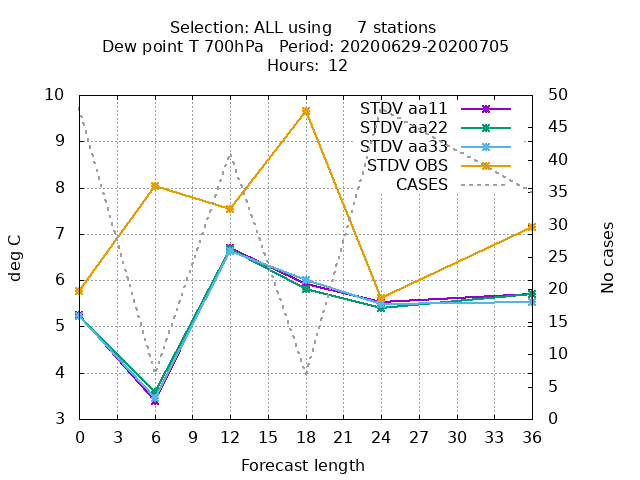 Selection: ALL using     7 stations
Dew point T 700hPa   Period: 20200629-20200705
Hours:  12
10
9
8
7
6
5
4
3
50
45
40
35
30
25
20
15
10
5
0
STDV aa11
STDV aa22
STDV aa33
STDV OBS
CASES
deg C
No cases
0 3 6 9 12 15 18 21 24 27 30 33 36
Forecast length